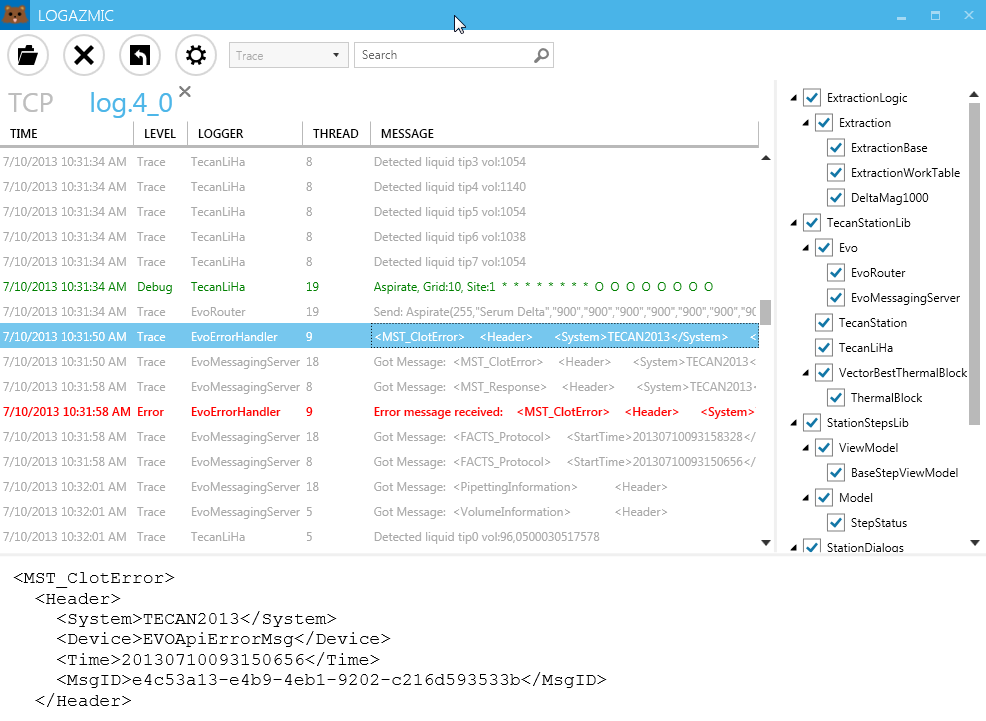 LOGAZMIC
Trace Search
TCP log.4_0
TIME LEVEL LOGGER THREAD MESSAGE
7/10/2013 10:31:34 AM Trace TecanLiHa 8 Detected liquid tip3 vol:1054
7/10/2013 10:31:34 AM Trace TecanLiHa 8 Detected liquid tip4 vol:1140
7/10/2013 10:31:34 AM Trace TecanLiHa 8 Detected liquid tip5 vol:1054
7/10/2013 10:31:34 AM Trace TecanLiHa 8 Detected liquid tip6 vol:1038
7/10/2013 10:31:34 AM Trace TecanLiHa 8 Detected liquid tip7 vol:1054
7/10/2013 10:31:34 AM Debug TecanLiHa 19 Aspirate, Grid:10, Site:1 * * * * * * * * O O O O O O O O
7/10/2013 10:31:34 AM Trace EvoRouter 19 Send: Aspirate(255,"Serum Delta","900","900","900","900","900","900","90
7/10/2013 10:31:50 AM Trace EvoErrorHandler 9 <MST_ClotError> <Header> <System>TECAN2013</System> <
7/10/2013 10:31:50 AM Trace EvoMessagingServer 18 Got Message: <MST_ClotError> <Header> <System>TECAN2013<
7/10/2013 10:31:58 AM Trace EvoMessagingServer 8 Got Message: <MST_Response> <Header> <System>TECAN2013<
7/10/2013 10:31:58 AM Error EvoErrorHandler 9 Error message received: <MST_ClotError> <Header> <System>
7/10/2013 10:31:58 AM Trace EvoMessagingServer 18 Got Message: <FACTS_Protocol> <StartTime>20130710093158328</
7/10/2013 10:31:58 AM Trace EvoMessagingServer 8 Got Message: <FACTS_Protocol> <StartTime>20130710093150656</
7/10/2013 10:32:01 AM Trace EvoMessagingServer 18 Got Message: <PipettingInformation> <Header>
7/10/2013 10:32:01 AM Trace EvoMessagingServer 5 Got Message: <VolumeInformation> <Header>
7/10/2013 10:32:01 AM Trace TecanLiHa 5 Detected liquid tip0 vol:96,0500030517578
ExtractionLogic
Extraction
ExtractionBase
ExtractionWorkTable
DeltaMag1000
TecanStationLib
Evo
EvoRouter
EvoMessagingServer
TecanStation
TecanLiHa
VectorBestThermalBlock
ThermalBlock
StationStepsLib
ViewModel
BaseStepViewModel
Model
StepStatus
StationDialogs
<MST_ClotError>
<Header>
<System>TECAN2013</System>
<Device>EVOApiErrorMsg</Device>
<Time>20130710093150656</Time>
<MsgID>e4c53a13-e4b9-4eb1-9202-c216d593533b</MsgID>
</Header>